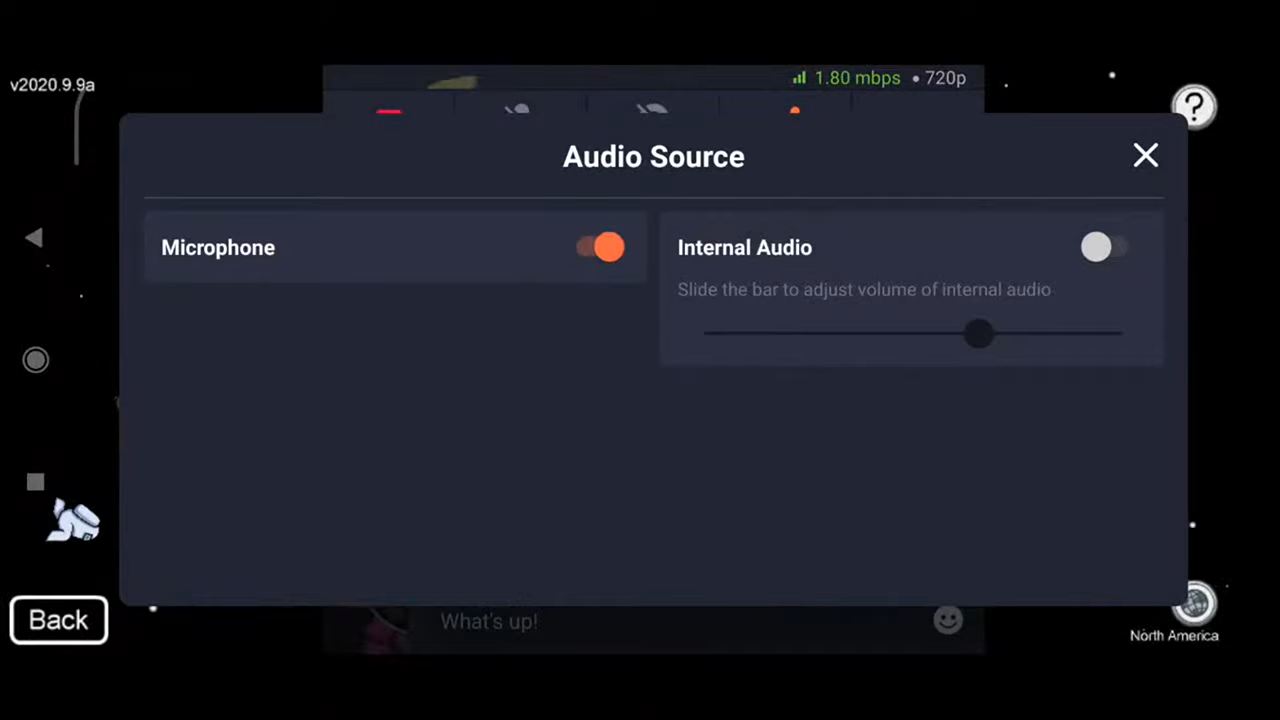 v2020.9.9a
1.80 mbps • 720p
?
Audio Source
Microphone
Internal Audio
Slide the bar to adjust volume of internal audio
What's up!
Back
North America